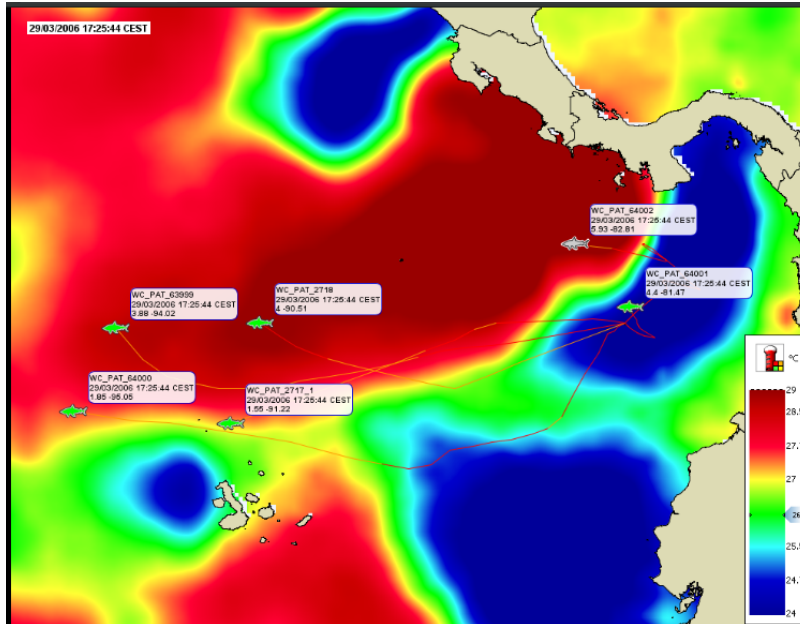 29/03/2006 17:25:44 CEST
WC_PAT_64002
29/03/2006 17:25:44 CEST
5.93 -82.81
WC_PAT_64001
29/03/2006 17:25:44 CEST
4.4 -81.47
WC_PAT_63999
29/03/2006 17:25:44 CEST
3.88 -94.02
WC_PAT_2718
29/03/2006 17:25:44 CEST
4 -90.51
WC_PAT_64000
29/03/2006 17:25:44 CEST
1.85 -95.05
WC_PAT_2717_1
29/03/2006 17:25:44 CEST
1.55 -91.22
°C
29
27
26
25.
24.
24